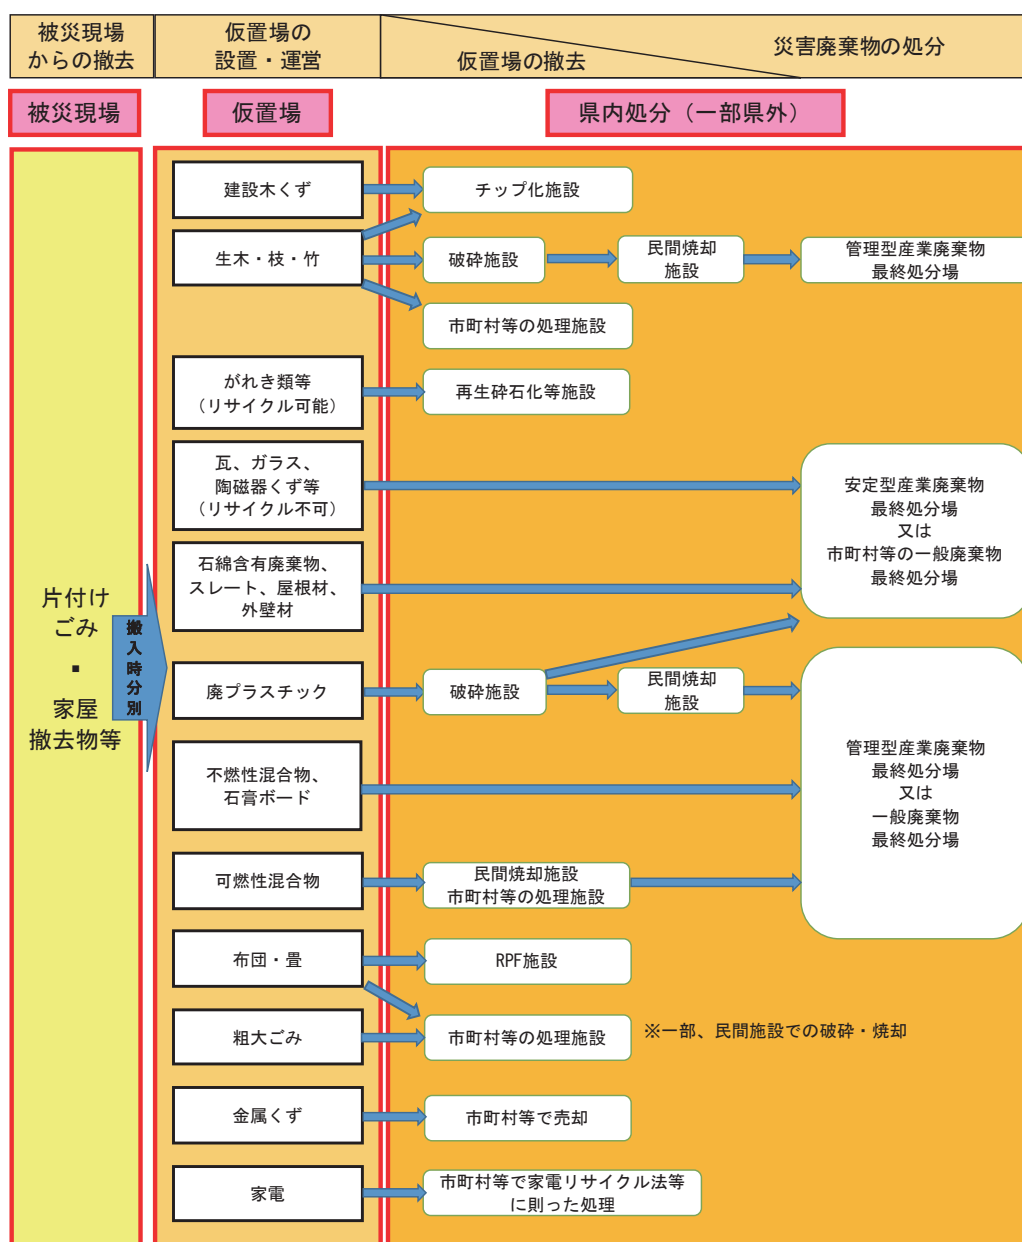 被災現場
からの撤去
仮置場の
設置・運営
仮置場の撤去
災害廃棄物の処分
被災現場
仮置場
県内処分（一部県外）
片付け
ごみ
・
家屋
撤去物等
搬入時分別
建設木くず
チップ化施設
生木・枝・竹
破砕施設
民間焼却
施設
管理型産業廃棄物
最終処分場
市町村等の処理施設
がれき類等
（リサイクル可能）
再生砕石化等施設
瓦、ガラス、
陶磁器くず等
（リサイクル不可）
安定型産業廃棄物
最終処分場
又は
市町村等の一般廃棄物
最終処分場
石綿含有廃棄物、
スレート、屋根材、
外壁材
廃プラスチック
破砕施設
民間焼却
施設
管理型産業廃棄物
最終処分場
又は
一般廃棄物
最終処分場
不燃性混合物、
石膏ボード
可燃性混合物
民間焼却施設
市町村等の処理施設
布団・畳
RPF施設
粗大ごみ
市町村等の処理施設
※一部、民間施設での破砕・焼却
金属くず
市町村等で売却
家電
市町村等で家電リサイクル法等
に則った処理